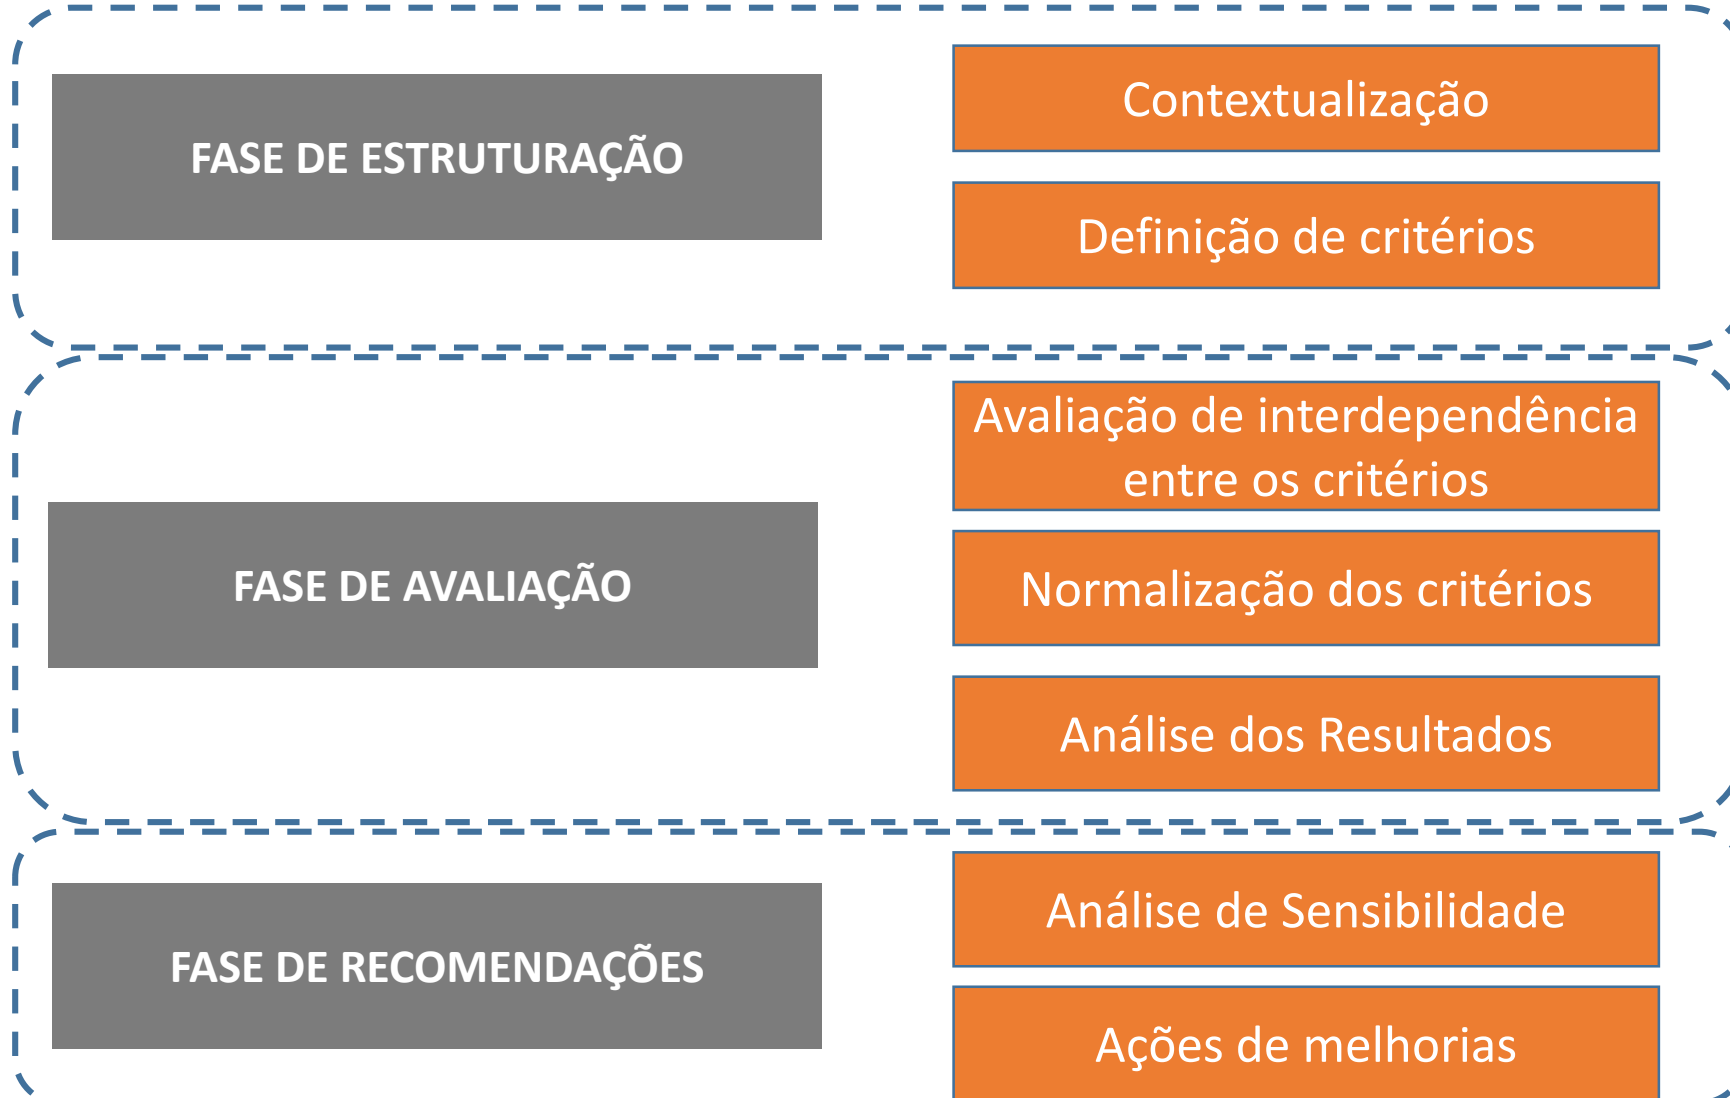 FASE DE ESTRUTURAÇÃO
Contextualização
Definição de critérios
FASE DE AVALIAÇÃO
Avaliação de interdependência
entre os critérios
Normalização dos critérios
Análise dos Resultados
FASE DE RECOMENDAÇÕES
Análise de Sensibilidade
Ações de melhorias